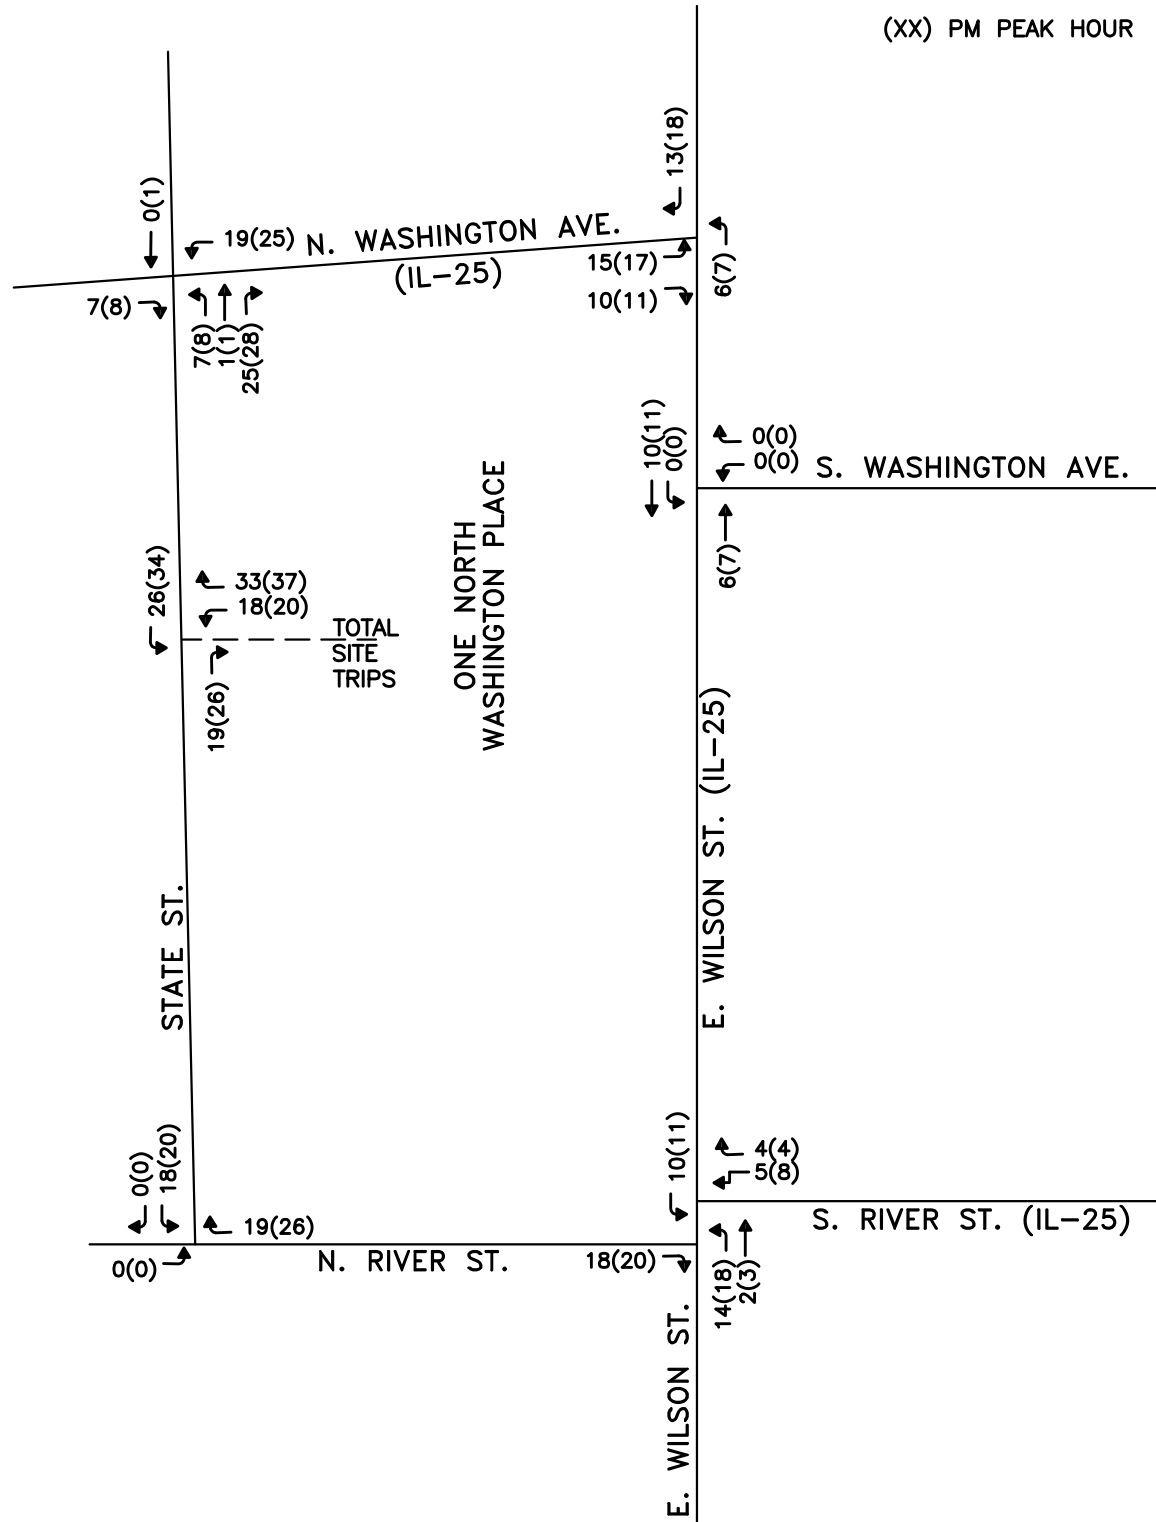 (XX) PM PEAK HOUR
13(18)
0(1)
19(25)
N. WASHINGTON AVE.
(IL-25)
15(17)
10(11)
6(7)
7(8)
7(8)
1(1)
25(28)
10(11)
0(0)
0(0)
0(0)
S. WASHINGTON AVE.
6(7)
ONE NORTH
WASHINGTON PLACE
26(34)
33(37)
18(20)
TOTAL
SITE
TRIPS
19(26)
E. WILSON ST. (IL-25)
STATE ST.
0(0)
18(20)
19(26)
0(0)
N. RIVER ST.
10(11)
4(4)
5(8)
S. RIVER ST. (IL-25)
18(20)
14(18)
2(3)
E. WILSON ST.